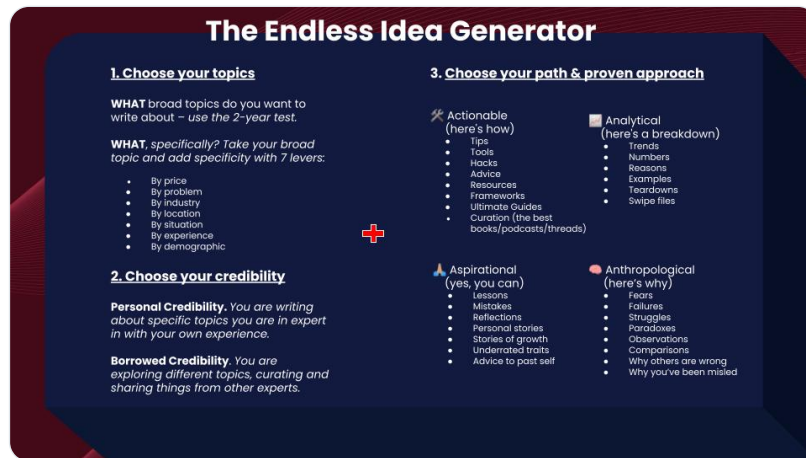 The Endless Idea Generator
1. Choose your topics
WHAT broad topics do you want to
write about – use the 2-year test.
WHAT, specifically? Take your broad
topic and add specificity with 7 levers:
• By price
• By problem
• By industry
• By location
• By situation
• By experience
• By demographic
2. Choose your credibility
Personal Credibility. You are writing
about specific topics you are in expert
in with your own experience.
Borrowed Credibility. You are
exploring different topics, curating and
sharing things from other experts.
3. Choose your path & proven approach
🛠️ Actionable
(here's how)
• Tips
• Tools
• Hacks
• Advice
• Resources
• Frameworks
• Ultimate Guides
• Curation (the best
books/podcasts/threads)
📈 Analytical
(here's a breakdown)
• Trends
• Numbers
• Reasons
• Examples
• Teardowns
• Swipe files
🙏🏽 Aspirational
(yes, you can)
• Lessons
• Mistakes
• Reflections
• Personal stories
• Stories of growth
• Underrated traits
• Advice to past self
🧠 Anthropological
(here's why)
• Fears
• Failures
• Struggles
• Paradoxes
• Observations
• Comparisons
• Why others are wrong
• Why you've been misled